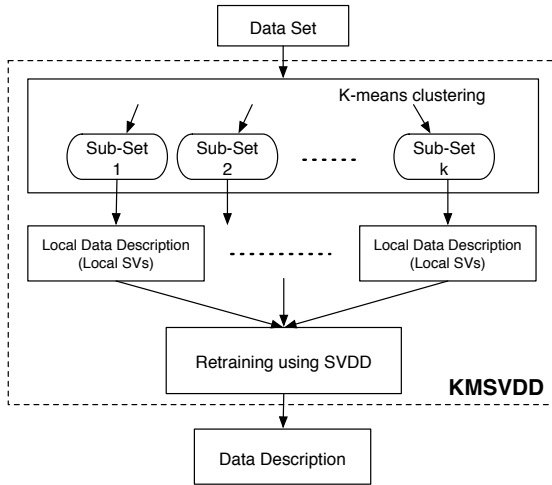 Data Set
K-means clustering
Sub-Set
1
Sub-Set
2
......
Sub-Set
k
Local Data Description
(Local SVs)
................
Local Data Description
(Local SVs)
Retraining using SVDD
KMSVDD
Data Description